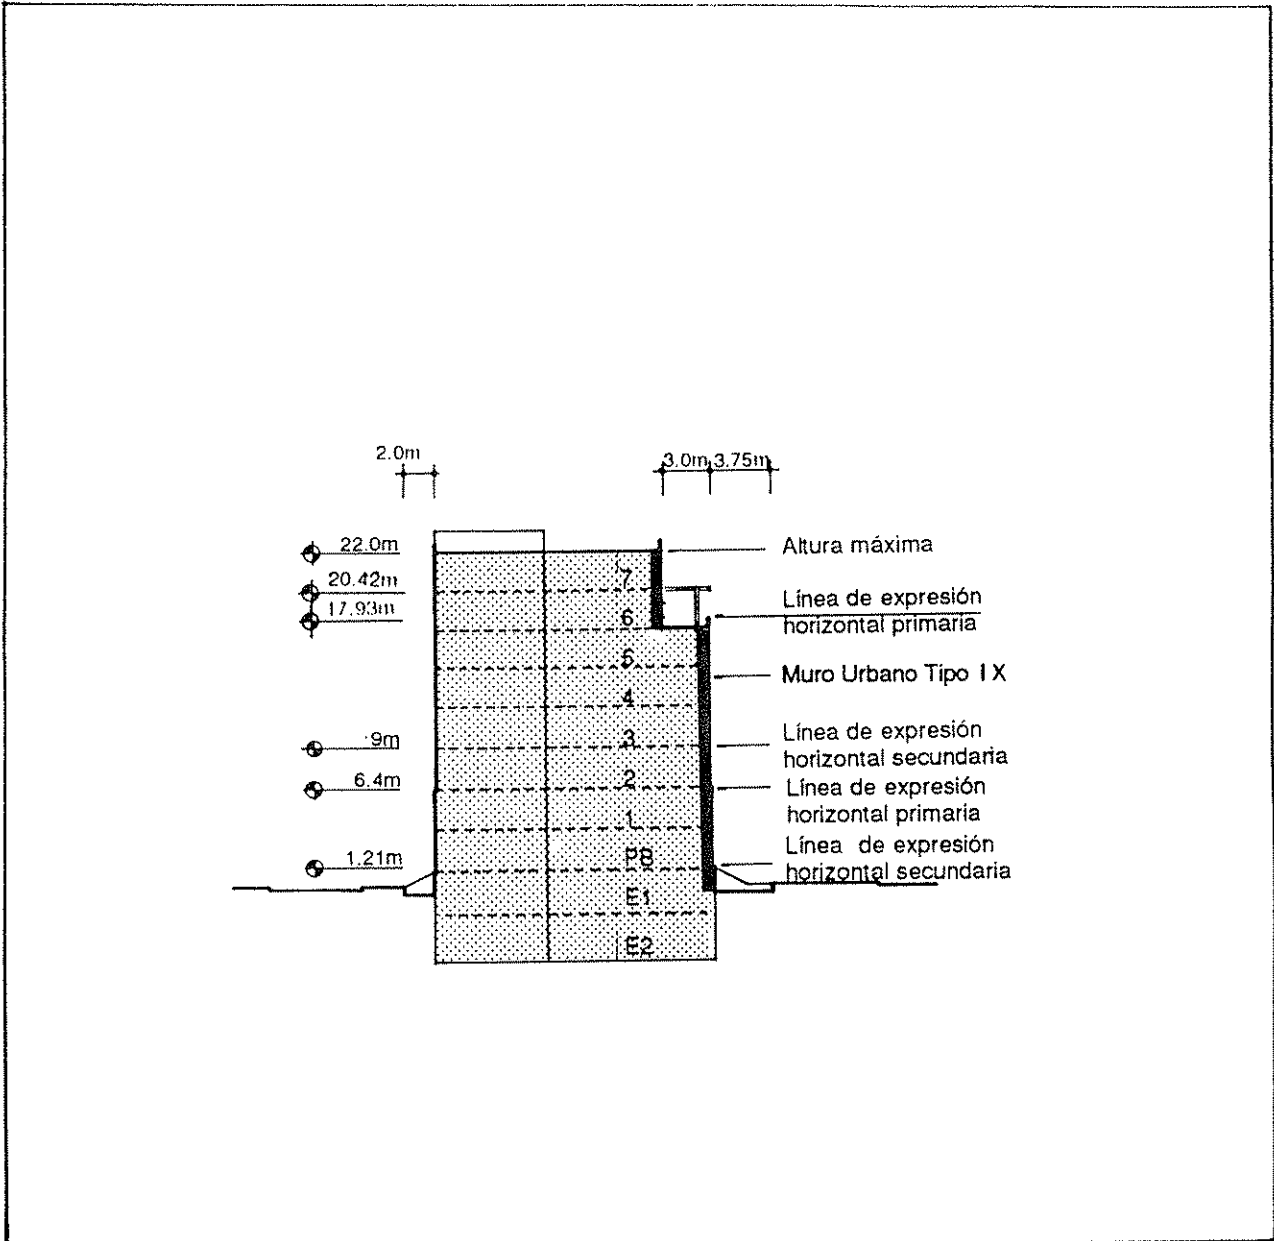 2.0m
3.0m 3.75m
22.0m
Altura máxima
7
20.42m
Línea de expresión
17.93m
6
horizontal primaria
5
Muro Urbano Tipo IX
4
9m
3
Línea de expresión
horizontal secundaria
6.4m
2
Línea de expresión
horizontal primaria
1
Línea de expresión
1.21m
PB
horizontal secundaria
E1
E2